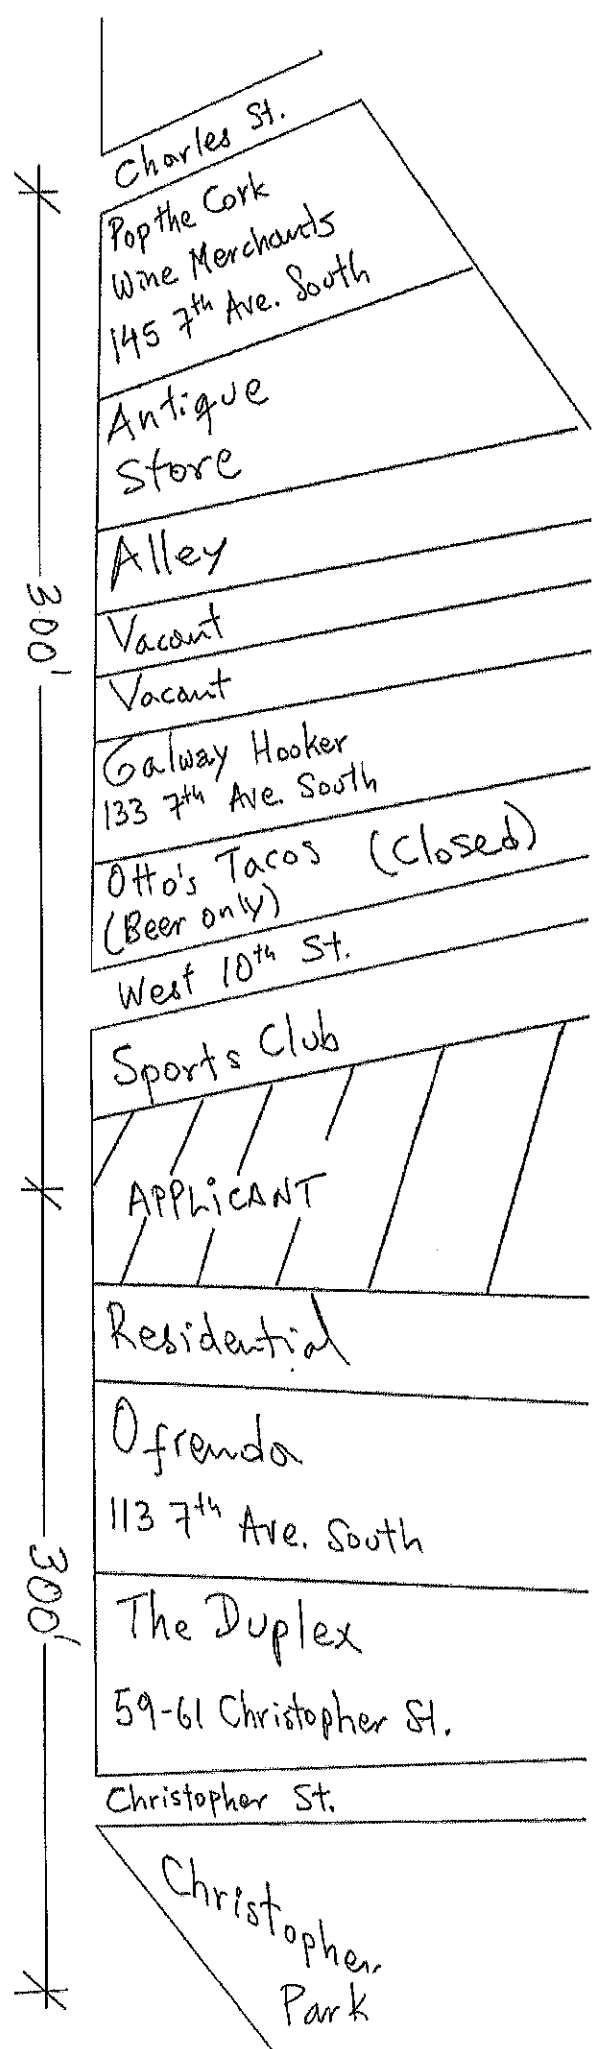 Charles St.
Pop the Cork
Wine Merchants
145 7th Ave. South
Antique
Store
Alley
Vacant
Vacant
300'
Galway Hooker
133 7th Ave. South
Otto's Tacos (Closed)
(Beer only)
West 10th St.
Sports Club
APPLiCANT
Residential
Ofrenda
113 7th Ave. South
300'
The Duplex
59-61 Christopher St.
Christopher St.
Christopher
Park